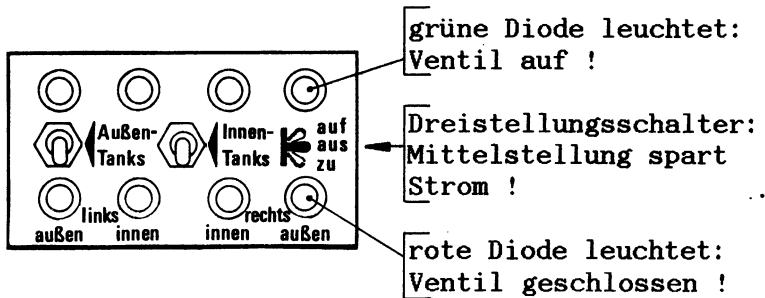 grüne Diode leuchtet:
Ventil auf !
Außen- Innen- auf
aus
Tanks Tanks zu
Dreistellungsschalter:
Mittelstellung spart
Strom !
links rechts
außen innen innen außen
rote Diode leuchtet:
Ventil geschlossen !